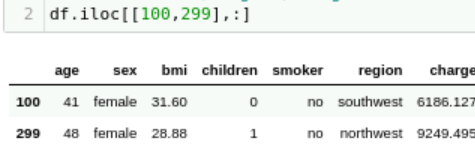 2 df.iloc[[100,299],:]
age sex bmi children smoker region charge
100 41 female 31.60 0 no southwest 6186.127
299 48 female 28.88 1 no northwest 9249.495